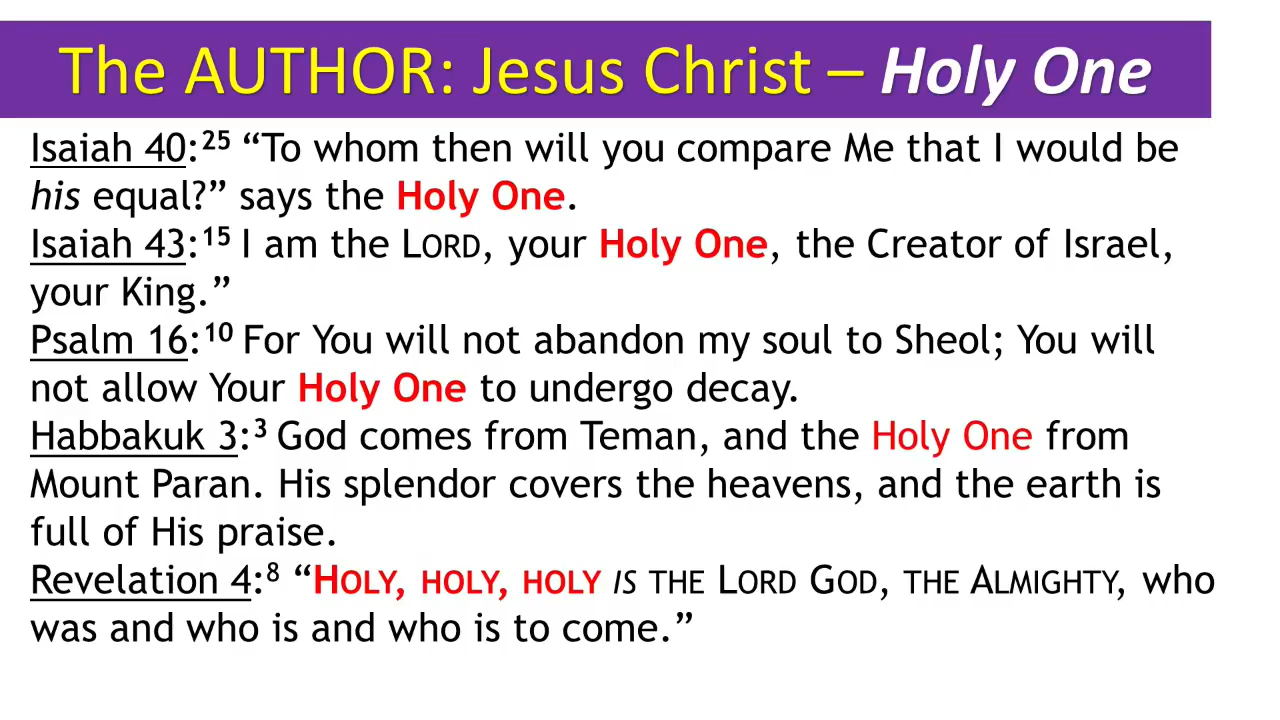 The AUTHOR: Jesus Christ – Holy One
Isaiah 40:25 “To whom then will you compare Me that I would be
his equal?” says the Holy One.
Isaiah 43:15 I am the LORD, your Holy One, the Creator of Israel,
your King.”
Psalm 16:10 For You will not abandon my soul to Sheol; You will
not allow Your Holy One to undergo decay.
Habbakuk 3:3 God comes from Teman, and the Holy One from
Mount Paran. His splendor covers the heavens, and the earth is
full of His praise.
Revelation 4:8 “HOLY, HOLY, HOLY IS THE LORD GOD, THE ALMIGHTY, who
was and who is and who is to come.”